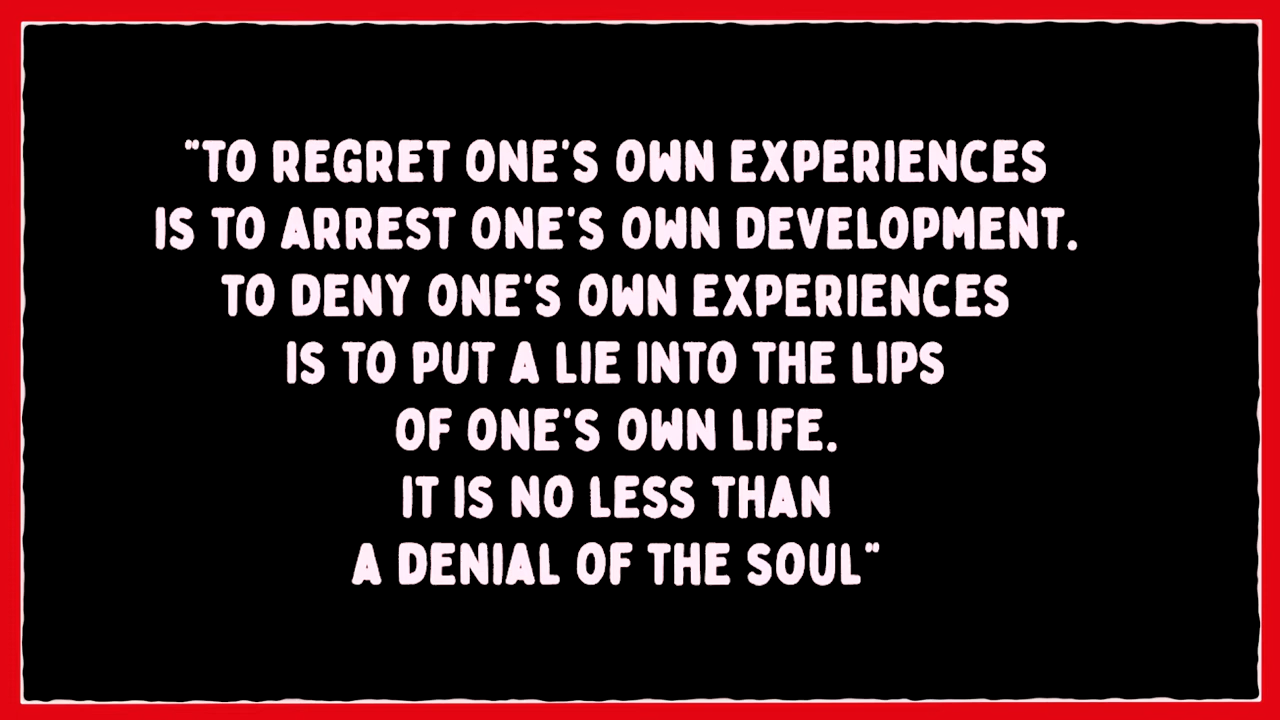 "TO REGRET ONE'S OWN EXPERIENCES
IS TO ARREST ONE'S OWN DEVELOPMENT.
TO DENY ONE'S OWN EXPERIENCES
IS TO PUT A LIE INTO THE LIPS
OF ONE'S OWN LIFE.
IT IS NO LESS THAN
A DENIAL OF THE SOUL"